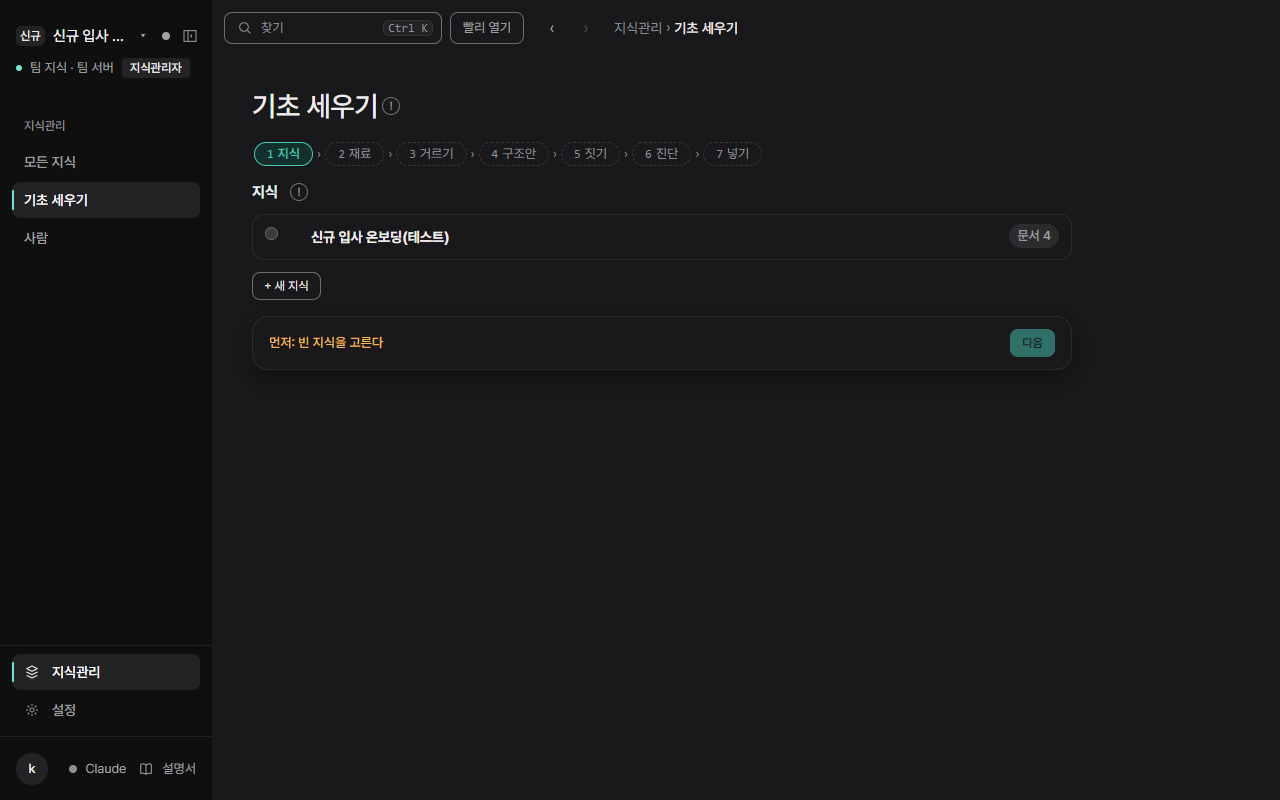 신규 신규 입사 ...
팀 지식 · 팀 서버 지식관리자
지식관리
모든 지식
기초 세우기
사람
지식관리
설정
k Claude 설명서
찾기 Ctrl K 빨리 열기 ‹ › 지식관리 › 기초 세우기
기초 세우기 !
1 지식 › 2 재료 › 3 거르기 › 4 구조안 › 5 짓기 › 6 진단 › 7 넣기
지식 !
신규 입사 온보딩(테스트) 문서 4
+ 새 지식
먼저: 빈 지식을 고른다 다음